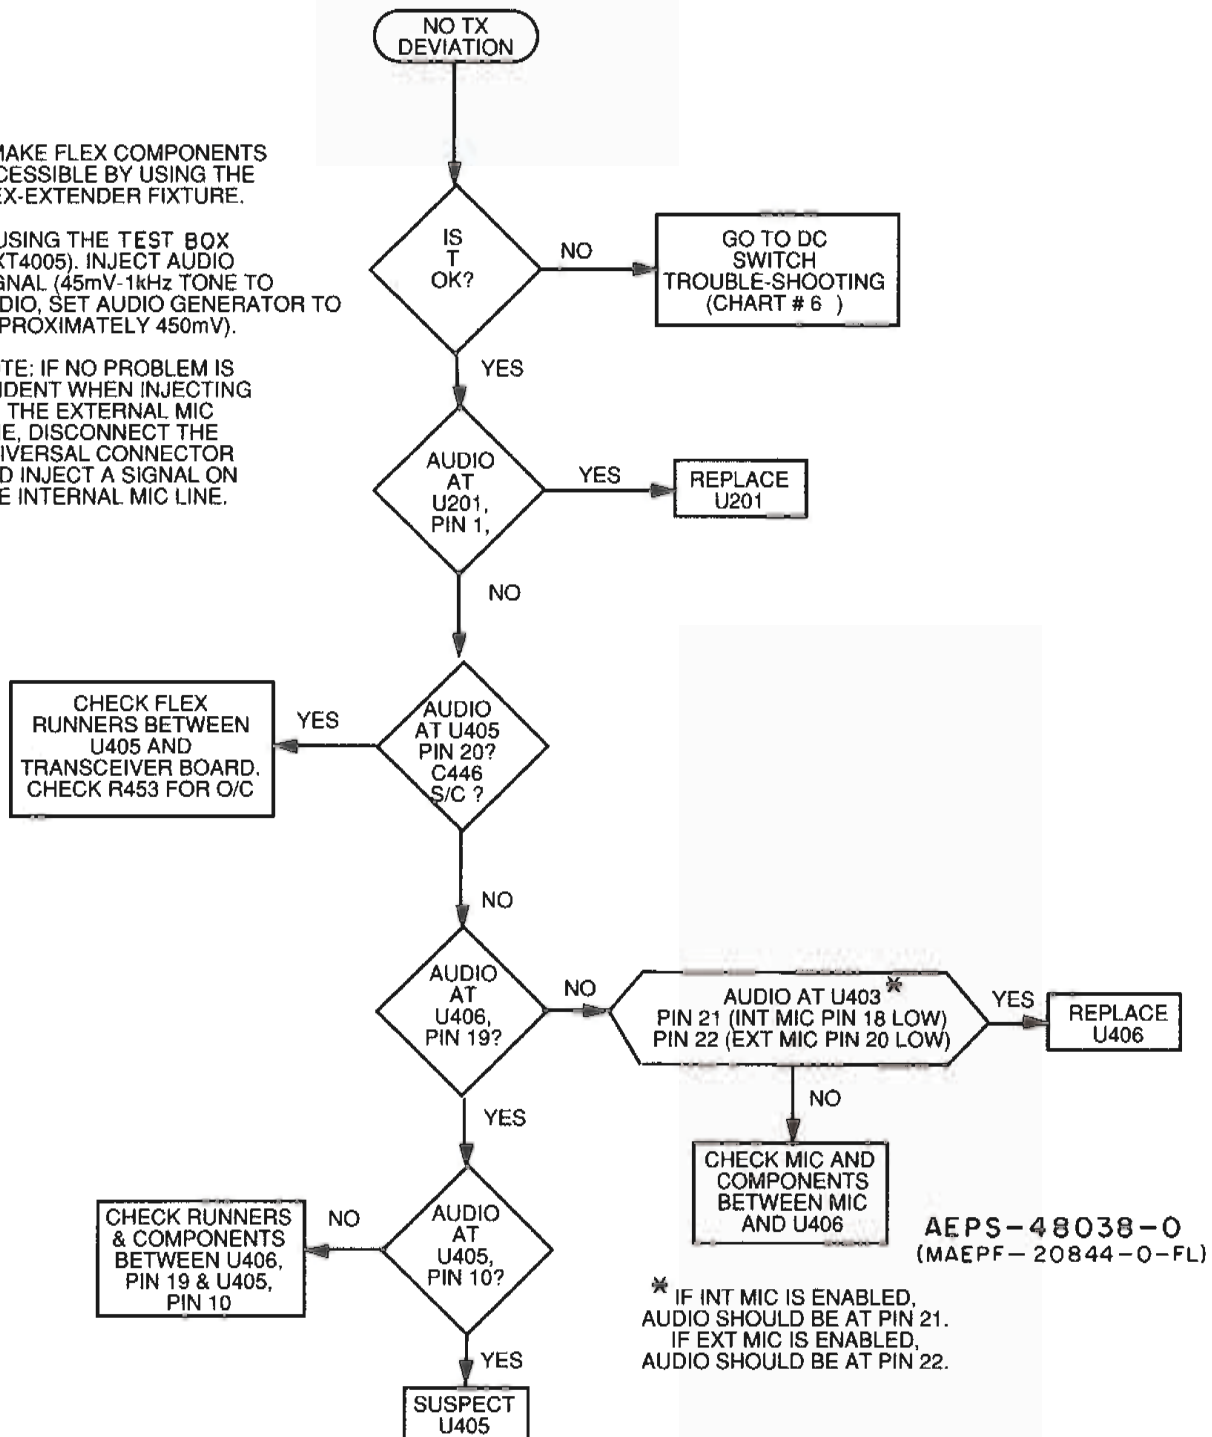 NO TX
DEVIATION
MAKE FLEX COMPONENTS
CCESSIBLE BY USING THE
EX-EXTENDER FIXTURE.
USING THE TEST BOX
XT4005). INJECT AUDIO
GNAL (45mV-1kHz TONE TO
DIO, SET AUDIO GENERATOR TO
PROXIMATELY 450mV).
TE: IF NO PROBLEM IS
IDENT WHEN INJECTING
THE EXTERNAL MIC
E, DISCONNECT THE
IVERSAL CONNECTOR
D INJECT A SIGNAL ON
E INTERNAL MIC LINE.
IS
T
OK?
NO
GO TO DC
SWITCH
TROUBLE-SHOOTING
(CHART # 6 )
YES
AUDIO
AT
U201,
PIN 1,
YES
REPLACE
U201
NO
AUDIO
AT U405
PIN 20?
C446
S/C ?
YES
CHECK FLEX
RUNNERS BETWEEN
U405 AND
TRANSCEIVER BOARD.
CHECK R453 FOR O/C
NO
AUDIO
AT
U406,
PIN 19?
NO
AUDIO AT U403 *
PIN 21 (INT MIC PIN 18 LOW)
PIN 22 (EXT MIC PIN 20 LOW)
YES
REPLACE
U406
NO
CHECK MIC AND
COMPONENTS
BETWEEN MIC
AND U406
YES
AUDIO
AT
U405,
PIN 10?
NO
CHECK RUNNERS
& COMPONENTS
BETWEEN U406,
PIN 19 & U405,
PIN 10
YES
SUSPECT
U405
AEPS-48038-O
(MAEPF-20844-O-FL)
* IF INT MIC IS ENABLED,
AUDIO SHOULD BE AT PIN 21.
IF EXT MIC IS ENABLED,
AUDIO SHOULD BE AT PIN 22.